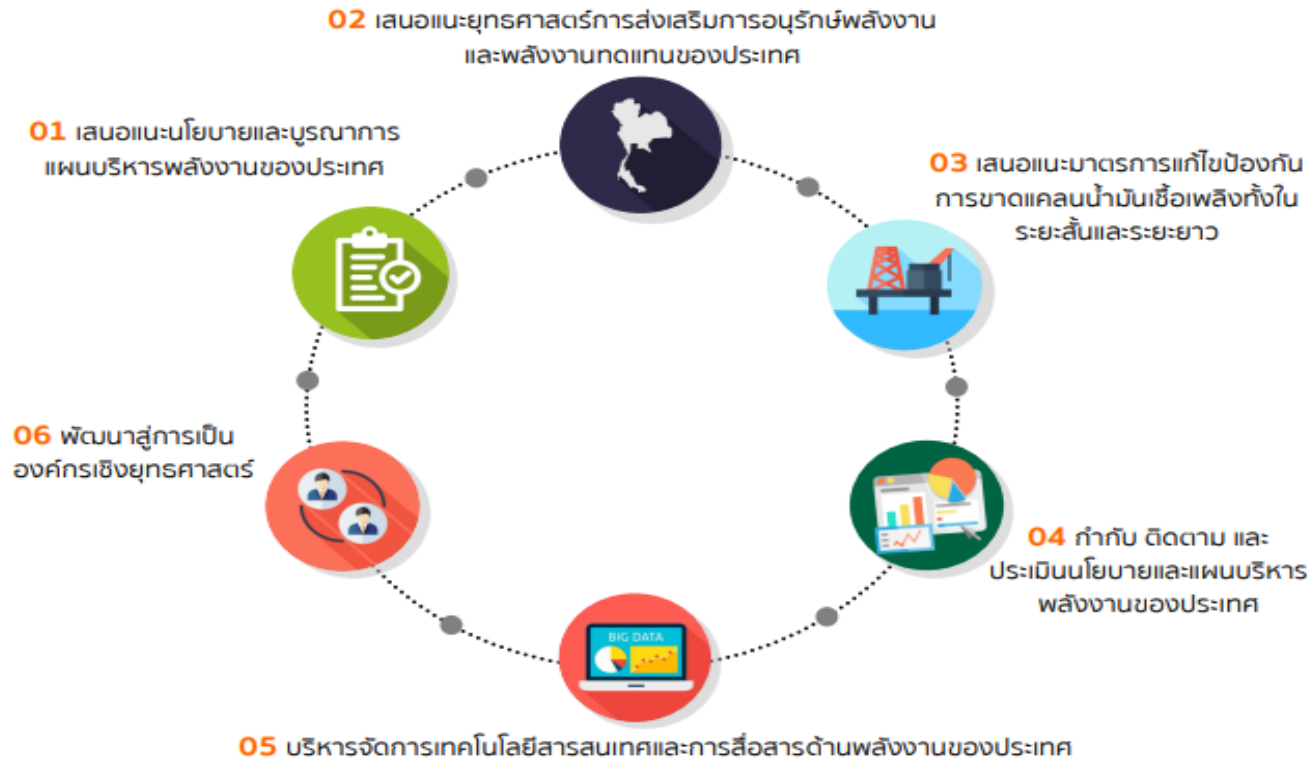 02 เสนอแนะยุทธศาสตร์การส่งเสริมการอนุรักษ์พลังงาน
และพลังงานทดแทนของประเทศ
01 เสนอแนะนโยบายและบูรณาการ
แผนบริหารพลังงานของประเทศ
03 เสนอแนะมาตรการแก้ไขป้องกัน
การขาดแคลนน้ำมันเชื้อเพลิงทั้งใน
ระยะสั้นและระยะยาว
06 พัฒนาสู่การเป็น
องค์กรเชิงยุทธศาสตร์
04 กำกับ ติดตาม และ
ประเมินนโยบายและแผนบริหาร
พลังงานของประเทศ
BIG DATA
05 บริหารจัดการเทคโนโลยีสารสนเทศและการสื่อสารด้านพลังงานของประเทศ